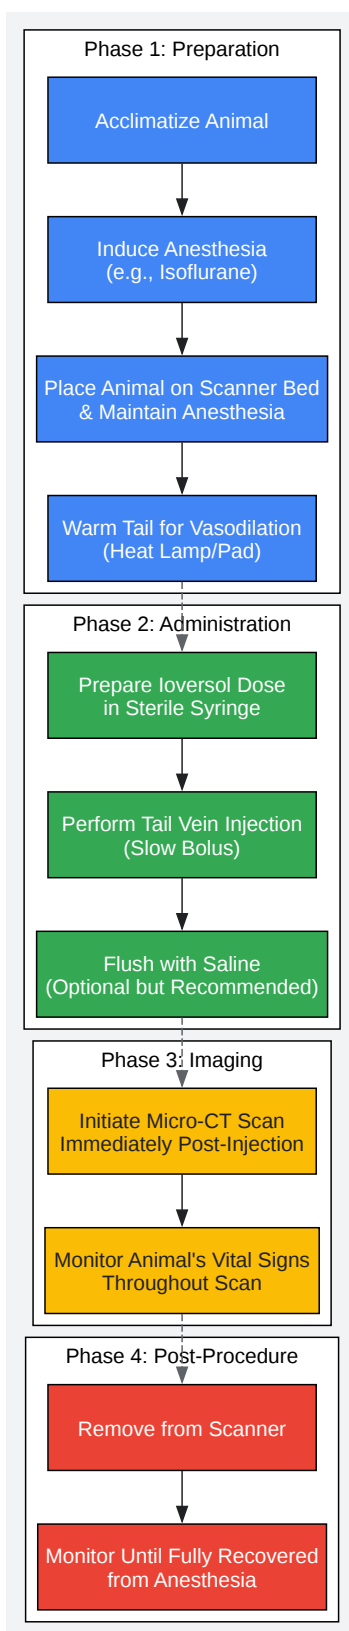 Phase 1: Preparation
Acclimatize Animal
Induce Anesthesia
(e.g., Isoflurane)
Place Animal on Scanner Bed
& Maintain Anesthesia
Warm Tail for Vasodilation
(Heat Lamp/Pad)
Phase 2: Administration
Prepare Ioversol Dose
in Sterile Syringe
Perform Tail Vein Injection
(Slow Bolus)
Flush with Saline
(Optional but Recommended)
Phase 3: Imaging
Initiate Micro-CT Scan
Immediately Post-Injection
Monitor Animal's Vital Signs
Throughout Scan
Phase 4: Post-Procedure
Remove from Scanner
Monitor Until Fully Recovered
from Anesthesia